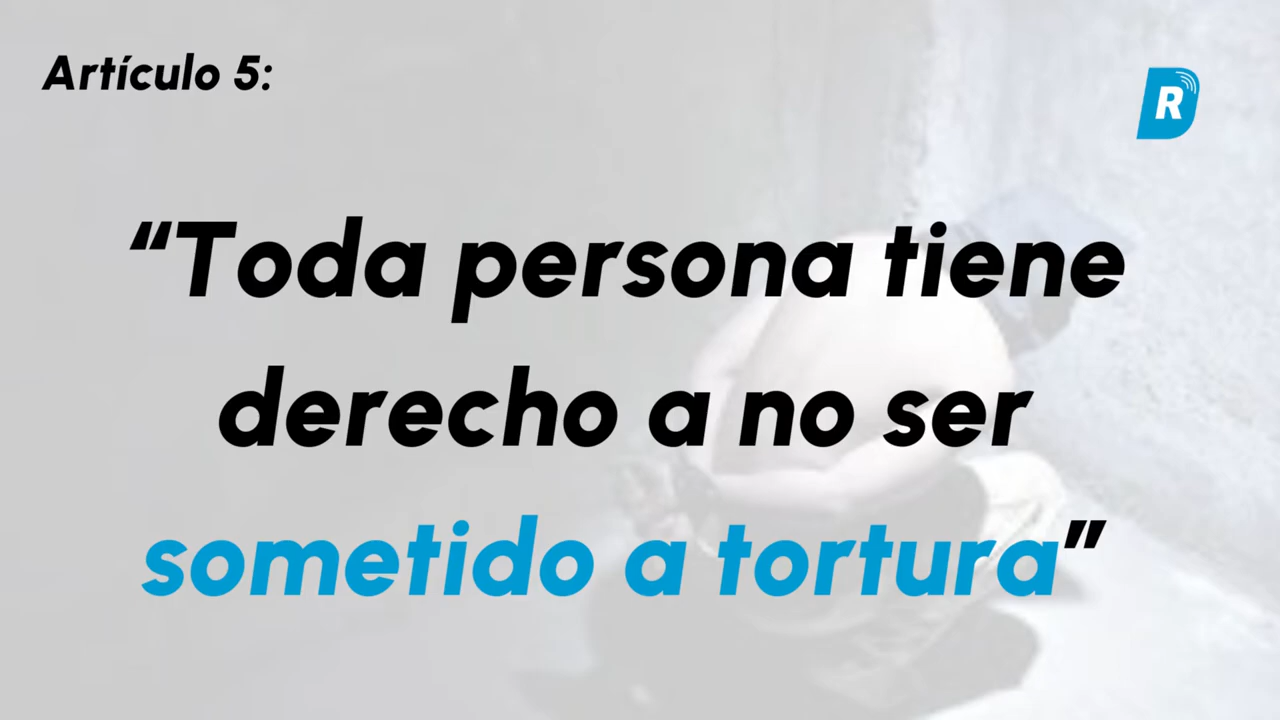 Artículo 5:
R
“Toda persona tiene
derecho a no ser
sometido a tortura”